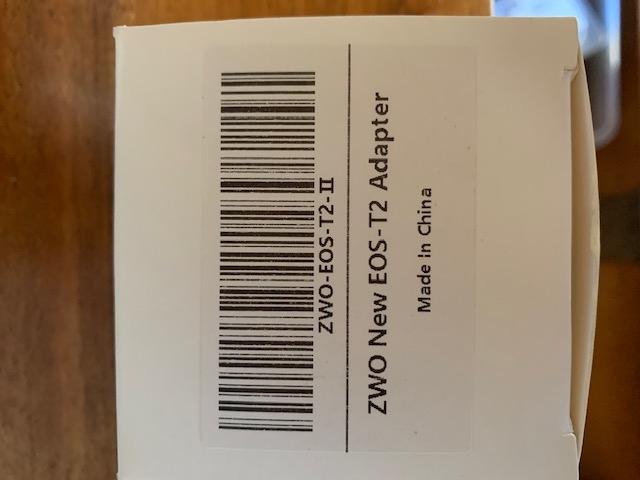 ZWO-EOS-T2-II
ZWO New EOS-T2 Adapter
Made in China